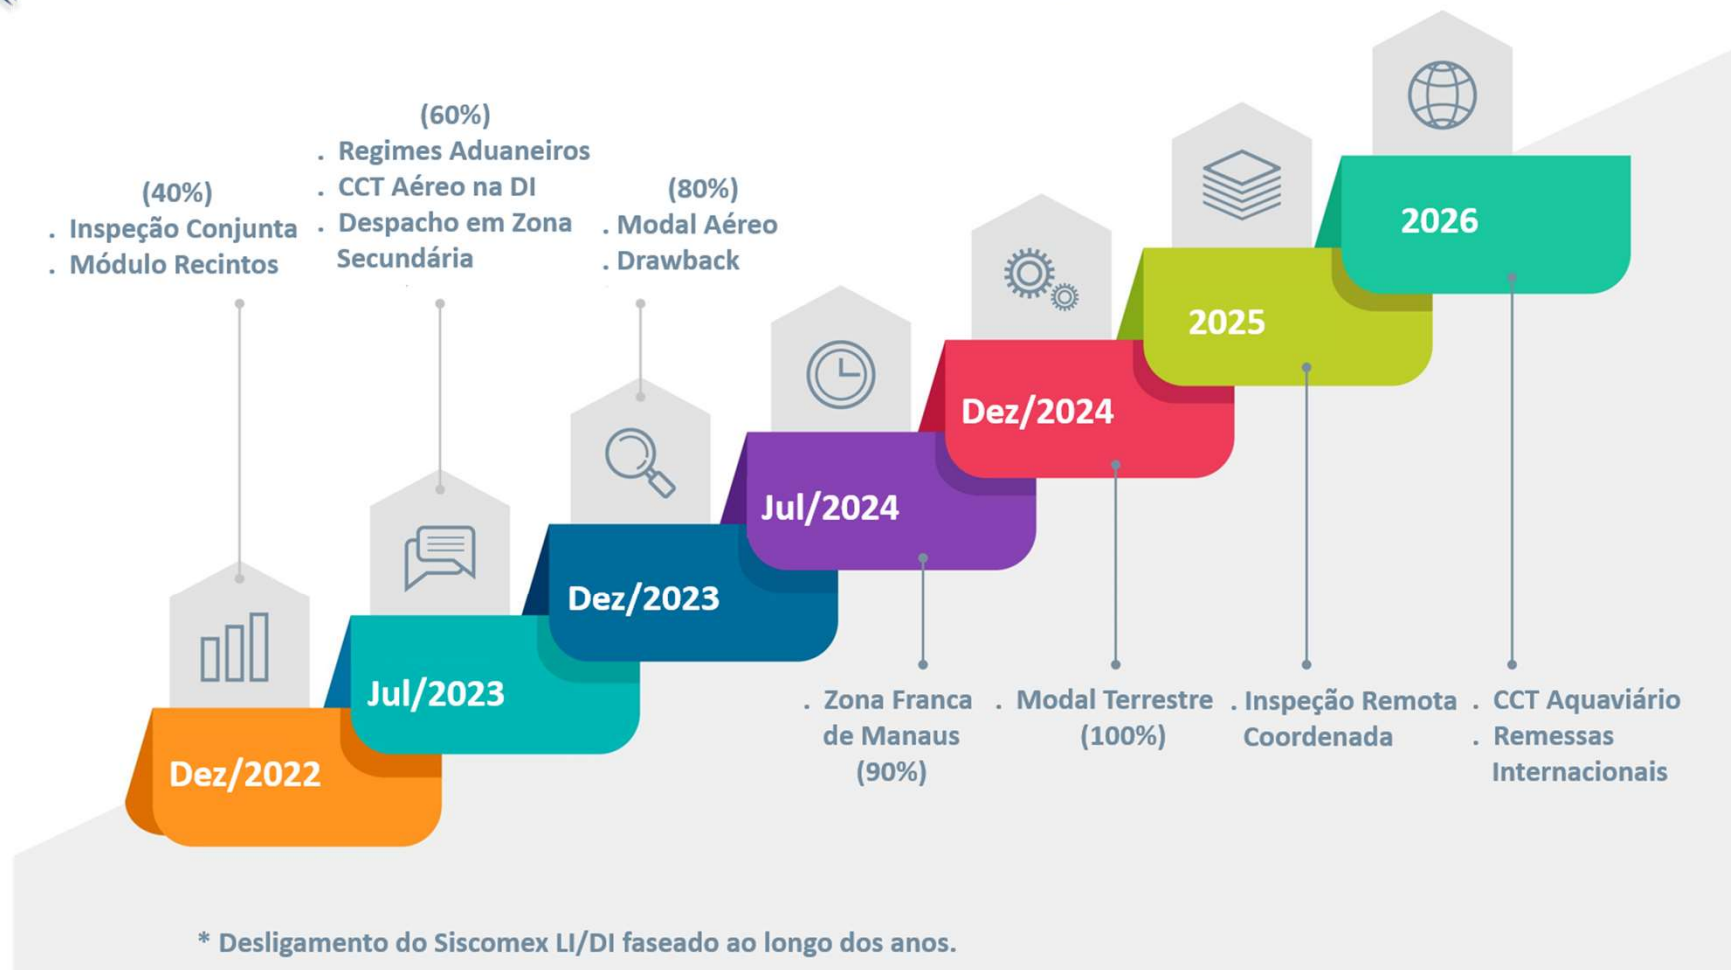 (40%)
. Inspeção Conjunta
. Módulo Recintos
(60%)
. Regimes Aduaneiros
. CCT Aéreo na DI
. Despacho em Zona
Secundária
(80%)
. Modal Aéreo
. Drawback
Dez/2022
Jul/2023
Dez/2023
Jul/2024
Dez/2024
2025
2026
. Zona Franca
de Manaus
(90%)
. Modal Terrestre
(100%)
. Inspeção Remota
Coordenada
. CCT Aquaviário
. Remessas
Internacionais
* Desligamento do Siscomex LI/DI faseado ao longo dos anos.